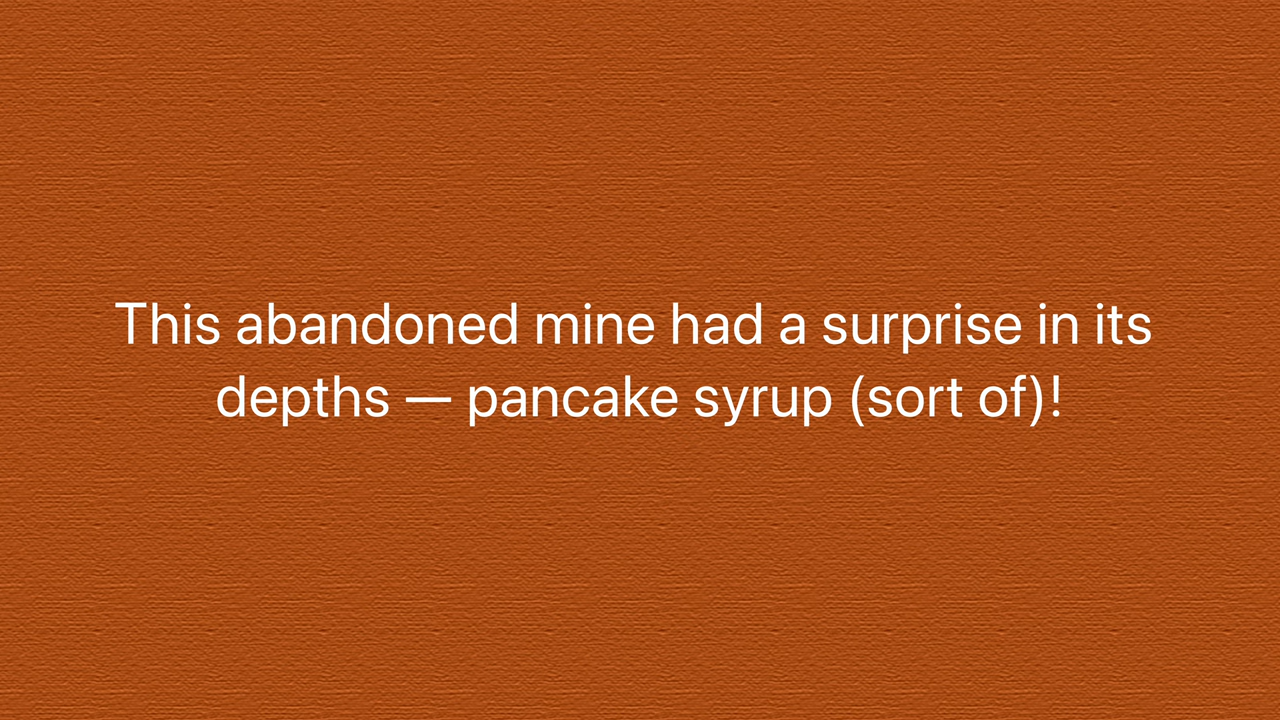 This abandoned mine had a surprise in its
depths — pancake syrup (sort of)!